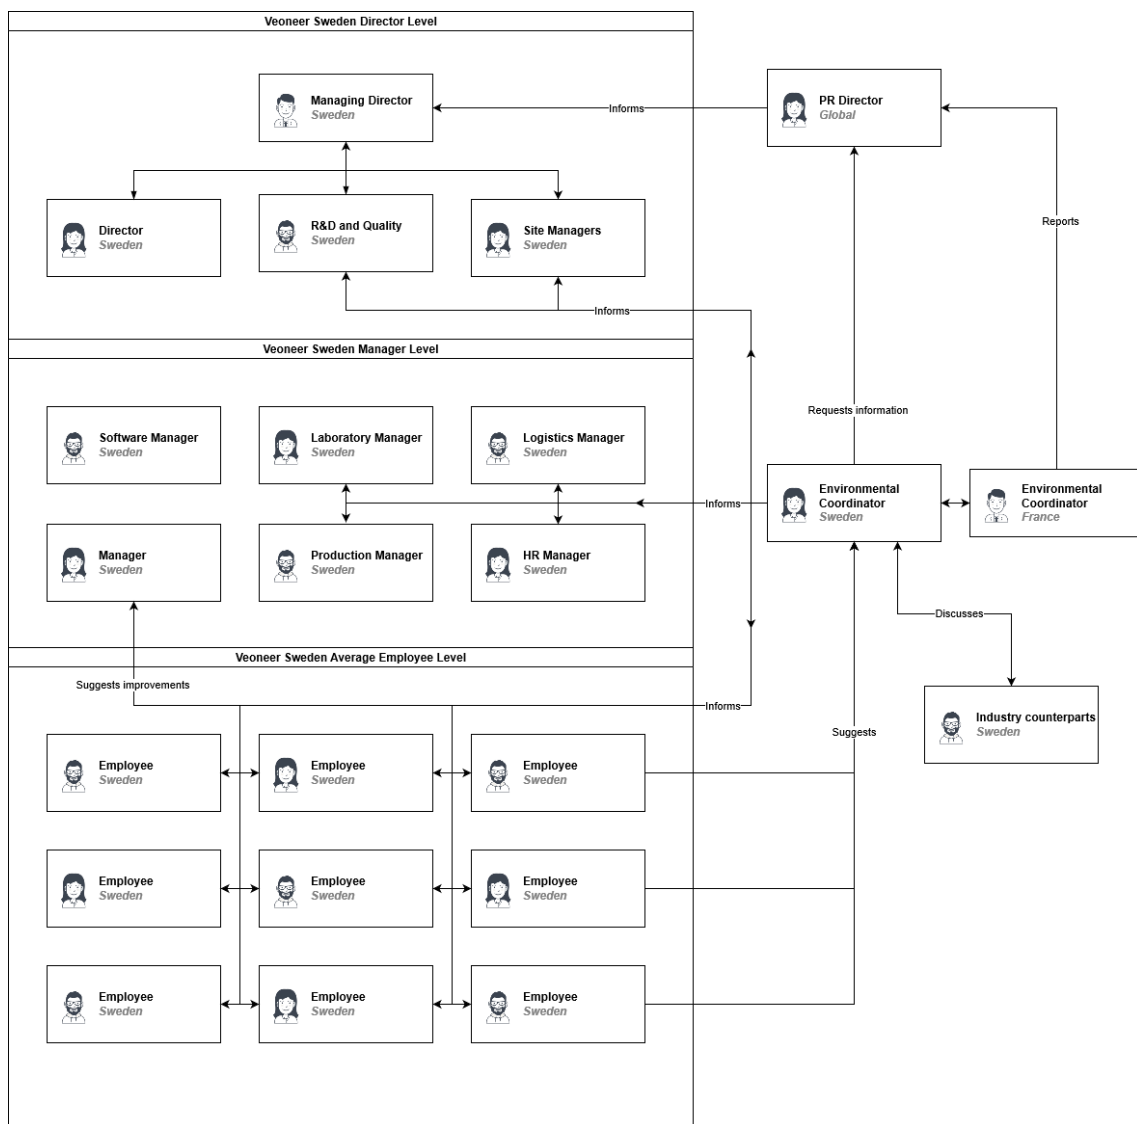 Veoneer Sweden Director Level
Managing Director
Sweden
Informs
PR Director
Global
Director
Sweden
R&D and Quality
Sweden
Site Managers
Sweden
Reports
Informs
Veoneer Sweden Manager Level
Software Manager
Sweden
Laboratory Manager
Sweden
Logistics Manager
Sweden
Requests information
Informs
Environmental
Coordinator
Sweden
Environmental
Coordinator
France
Manager
Sweden
Production Manager
Sweden
HR Manager
Sweden
Discusses
Veoneer Sweden Average Employee Level
Suggests improvements
Informs
Industry counterparts
Sweden
Suggests
Employee
Sweden
Employee
Sweden
Employee
Sweden
Employee
Sweden
Employee
Sweden
Employee
Sweden
Employee
Sweden
Employee
Sweden
Employee
Sweden